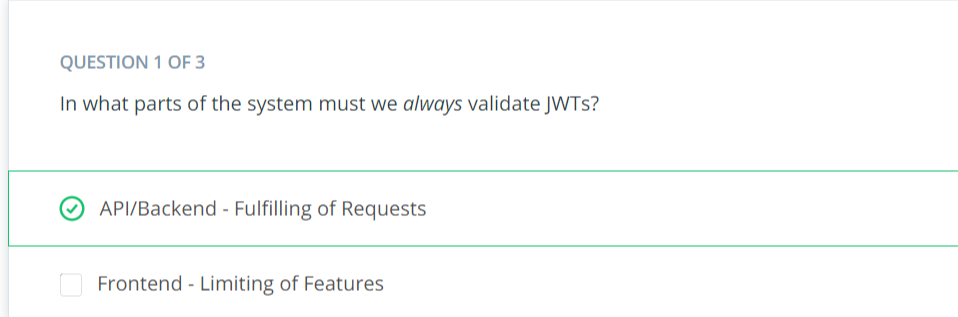 QUESTION 1 OF 3
In what parts of the system must we always validate JWTs?
API/Backend - Fulfilling of Requests
Frontend - Limiting of Features